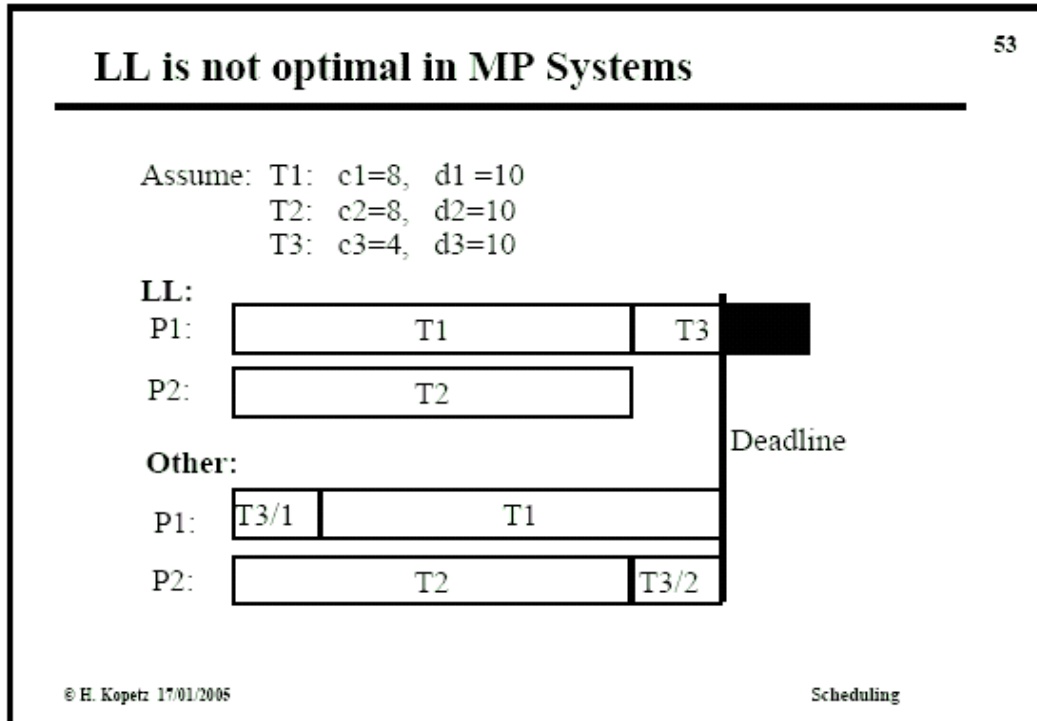 53
LL is not optimal in MP Systems
Assume: T1: c1=8, d1 =10
T2: c2=8, d2=10
T3: c3=4, d3=10
LL:
P1: T1 T3
P2: T2
Deadline
Other:
P1: T3/1 T1
P2: T2 T3/2
© H. Kopetz 17/01/2005 Scheduling